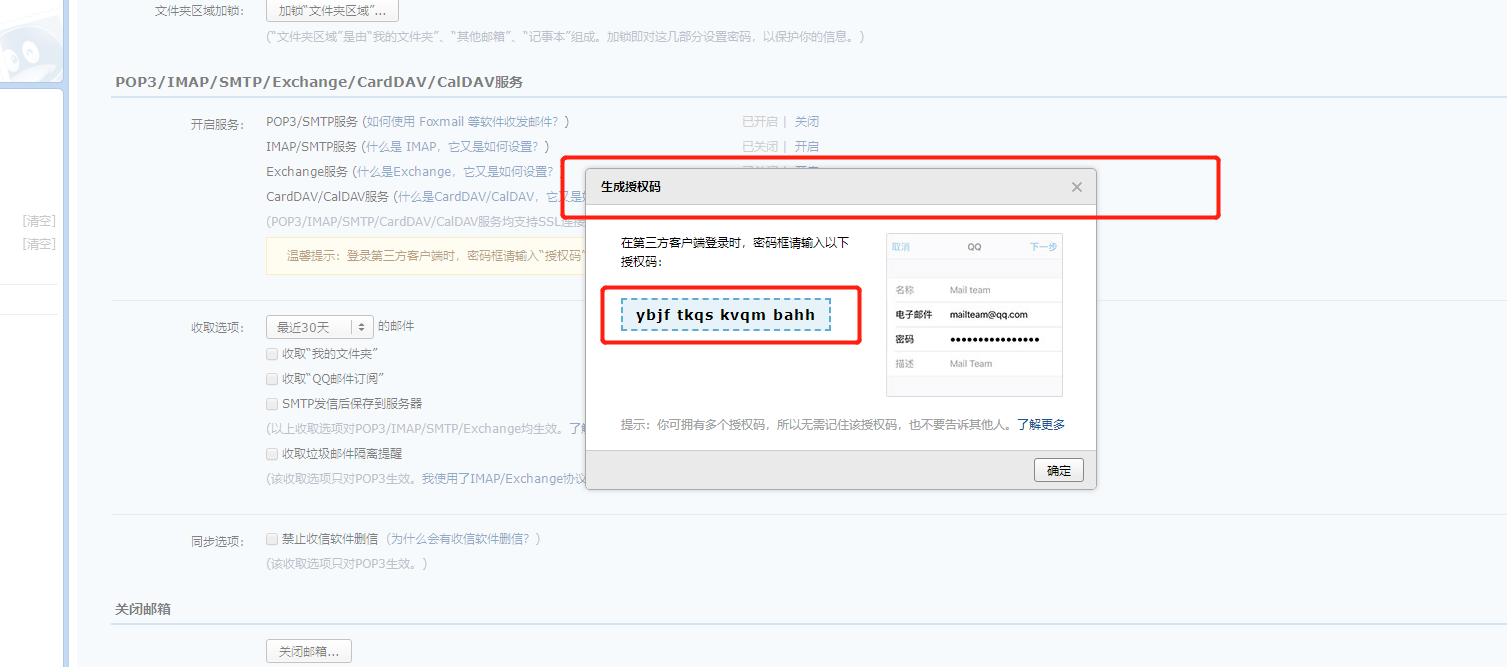 文件夹区域加锁: 加锁“文件夹区域”...
(“文件夹区域”是由“我的文件夹”、“其他邮箱”、“记事本”组成。加锁即对这几部分设置密码，以保护你的信息。)
POP3/IMAP/SMTP/Exchange/CardDAV/CalDAV服务
开启服务: POP3/SMTP服务 (如何使用 Foxmail 等软件收发邮件? ) 已开启 | 关闭
IMAP/SMTP服务 (什么是 IMAP，它又是如何设置? ) 已关闭 | 开启
Exchange服务 (什么是Exchange，它又是如何设置?
CardDAV/CalDAV服务 (什么是CardDAV/CalDAV，它又是如
(POP3/IMAP/SMTP/CardDAV/CalDAV服务均支持SSL连接
温馨提示: 登录第三方客户端时，密码框请输入“授权码”
[清空]
[清空]
生成授权码 ×
在第三方客户端登录时，密码框请输入以下
授权码:
ybjf tkqs kvqm bahh
取消 QQ 下一步
名称 Mail team
电子邮件 mailteam@qq.com
密码 ●●●●●●●●●●●●●●●●
描述 Mail Team
提示: 你可拥有多个授权码，所以无需记住该授权码，也不要告诉其他人。了解更多
确定
收取选项: 最近30天 的邮件
收取“我的文件夹”
收取“QQ邮件订阅”
SMTP发信后保存到服务器
(以上收取选项对POP3/IMAP/SMTP/Exchange均生效。了解
收取垃圾邮件隔离提醒
(该收取选项只对POP3生效。我使用了IMAP/Exchange协议
同步选项: 禁止收信软件删信 (为什么会有收信软件删信? )
(该收取选项只对POP3生效。)
关闭邮箱
关闭邮箱...